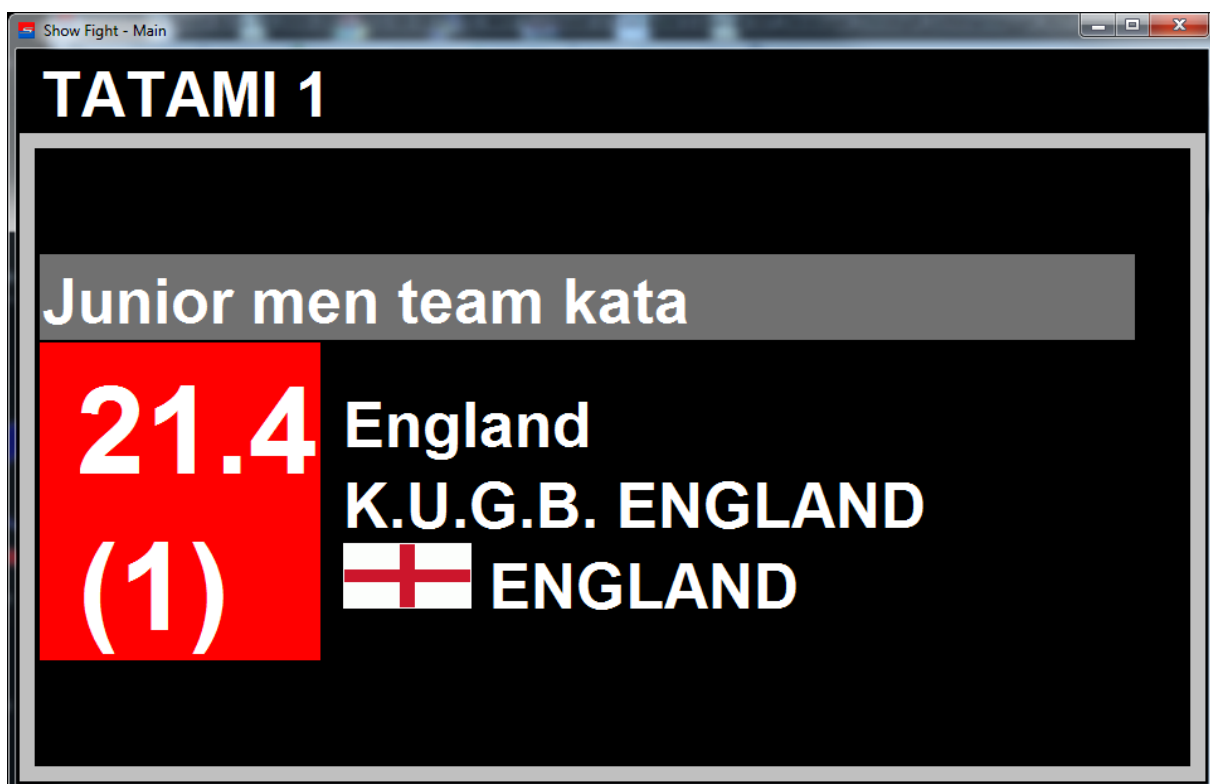 Show Fight - Main
TATAMI 1
Junior men team kata
21.4
(1)
England
K.U.G.B. ENGLAND
ENGLAND